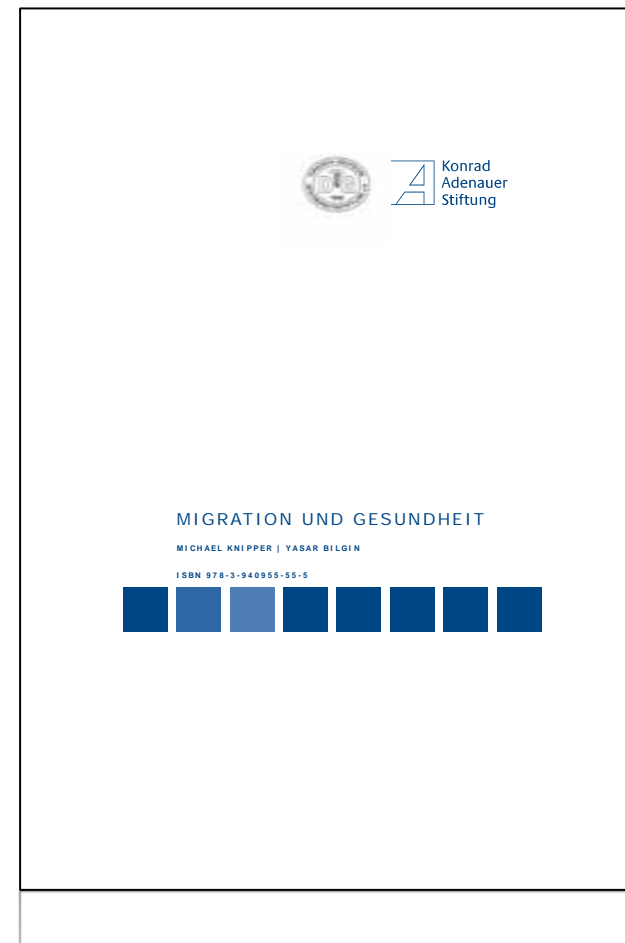 Konrad
Adenauer
Stiftung
MIGRATION UND GESUNDHEIT
MICHAEL KNIPPER | YASAR BILGIN
ISBN 978-3-940955-55-5